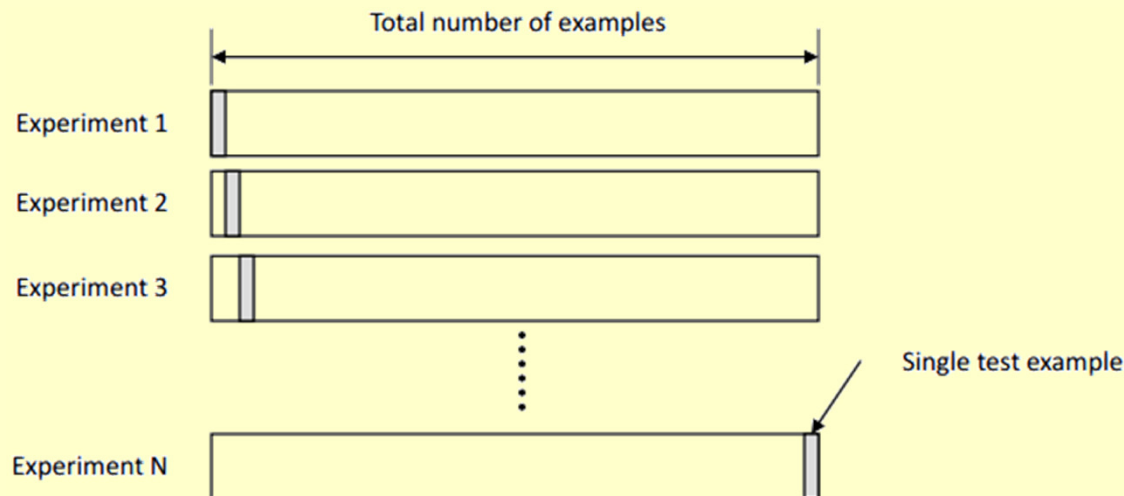 Total number of examples
Experiment 1
Experiment 2
Experiment 3
Single test example
Experiment N